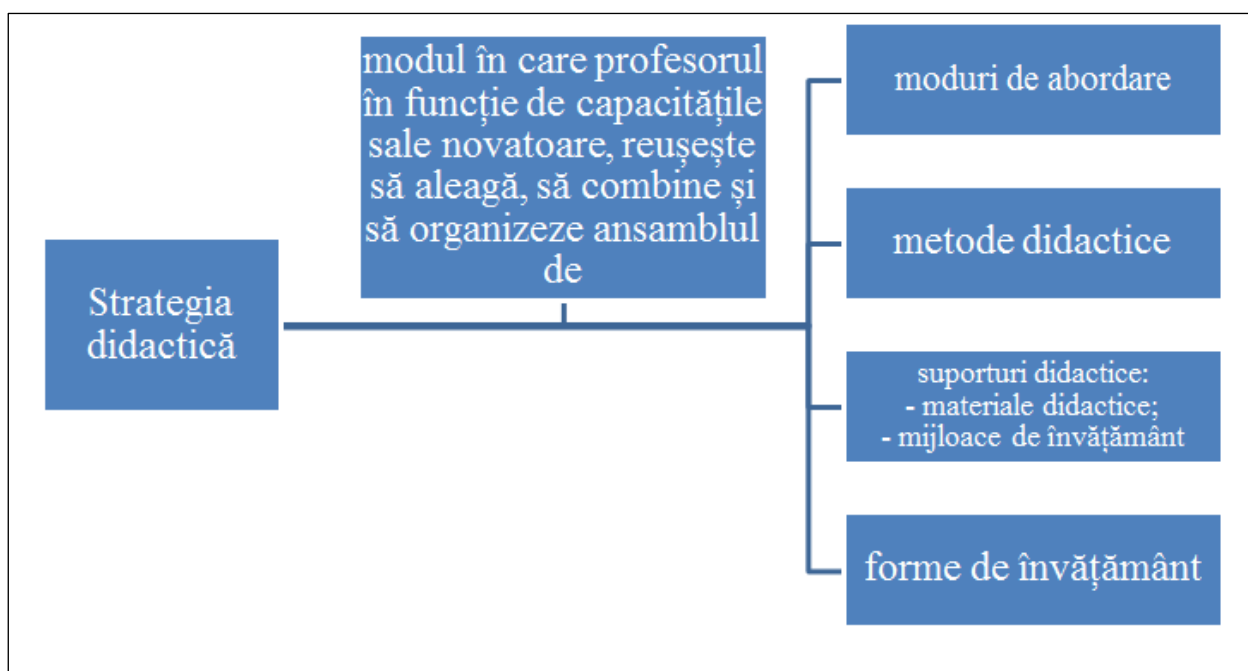 Strategia
didactică
modul în care profesorul
în funcție de capacitățile
sale novatoare, reușește
să aleagă, să combine și
să organizeze ansamblul
de
moduri de abordare
metode didactice
suporturi didactice:
- materiale didactice;
- mijloace de învățământ
forme de învățământ